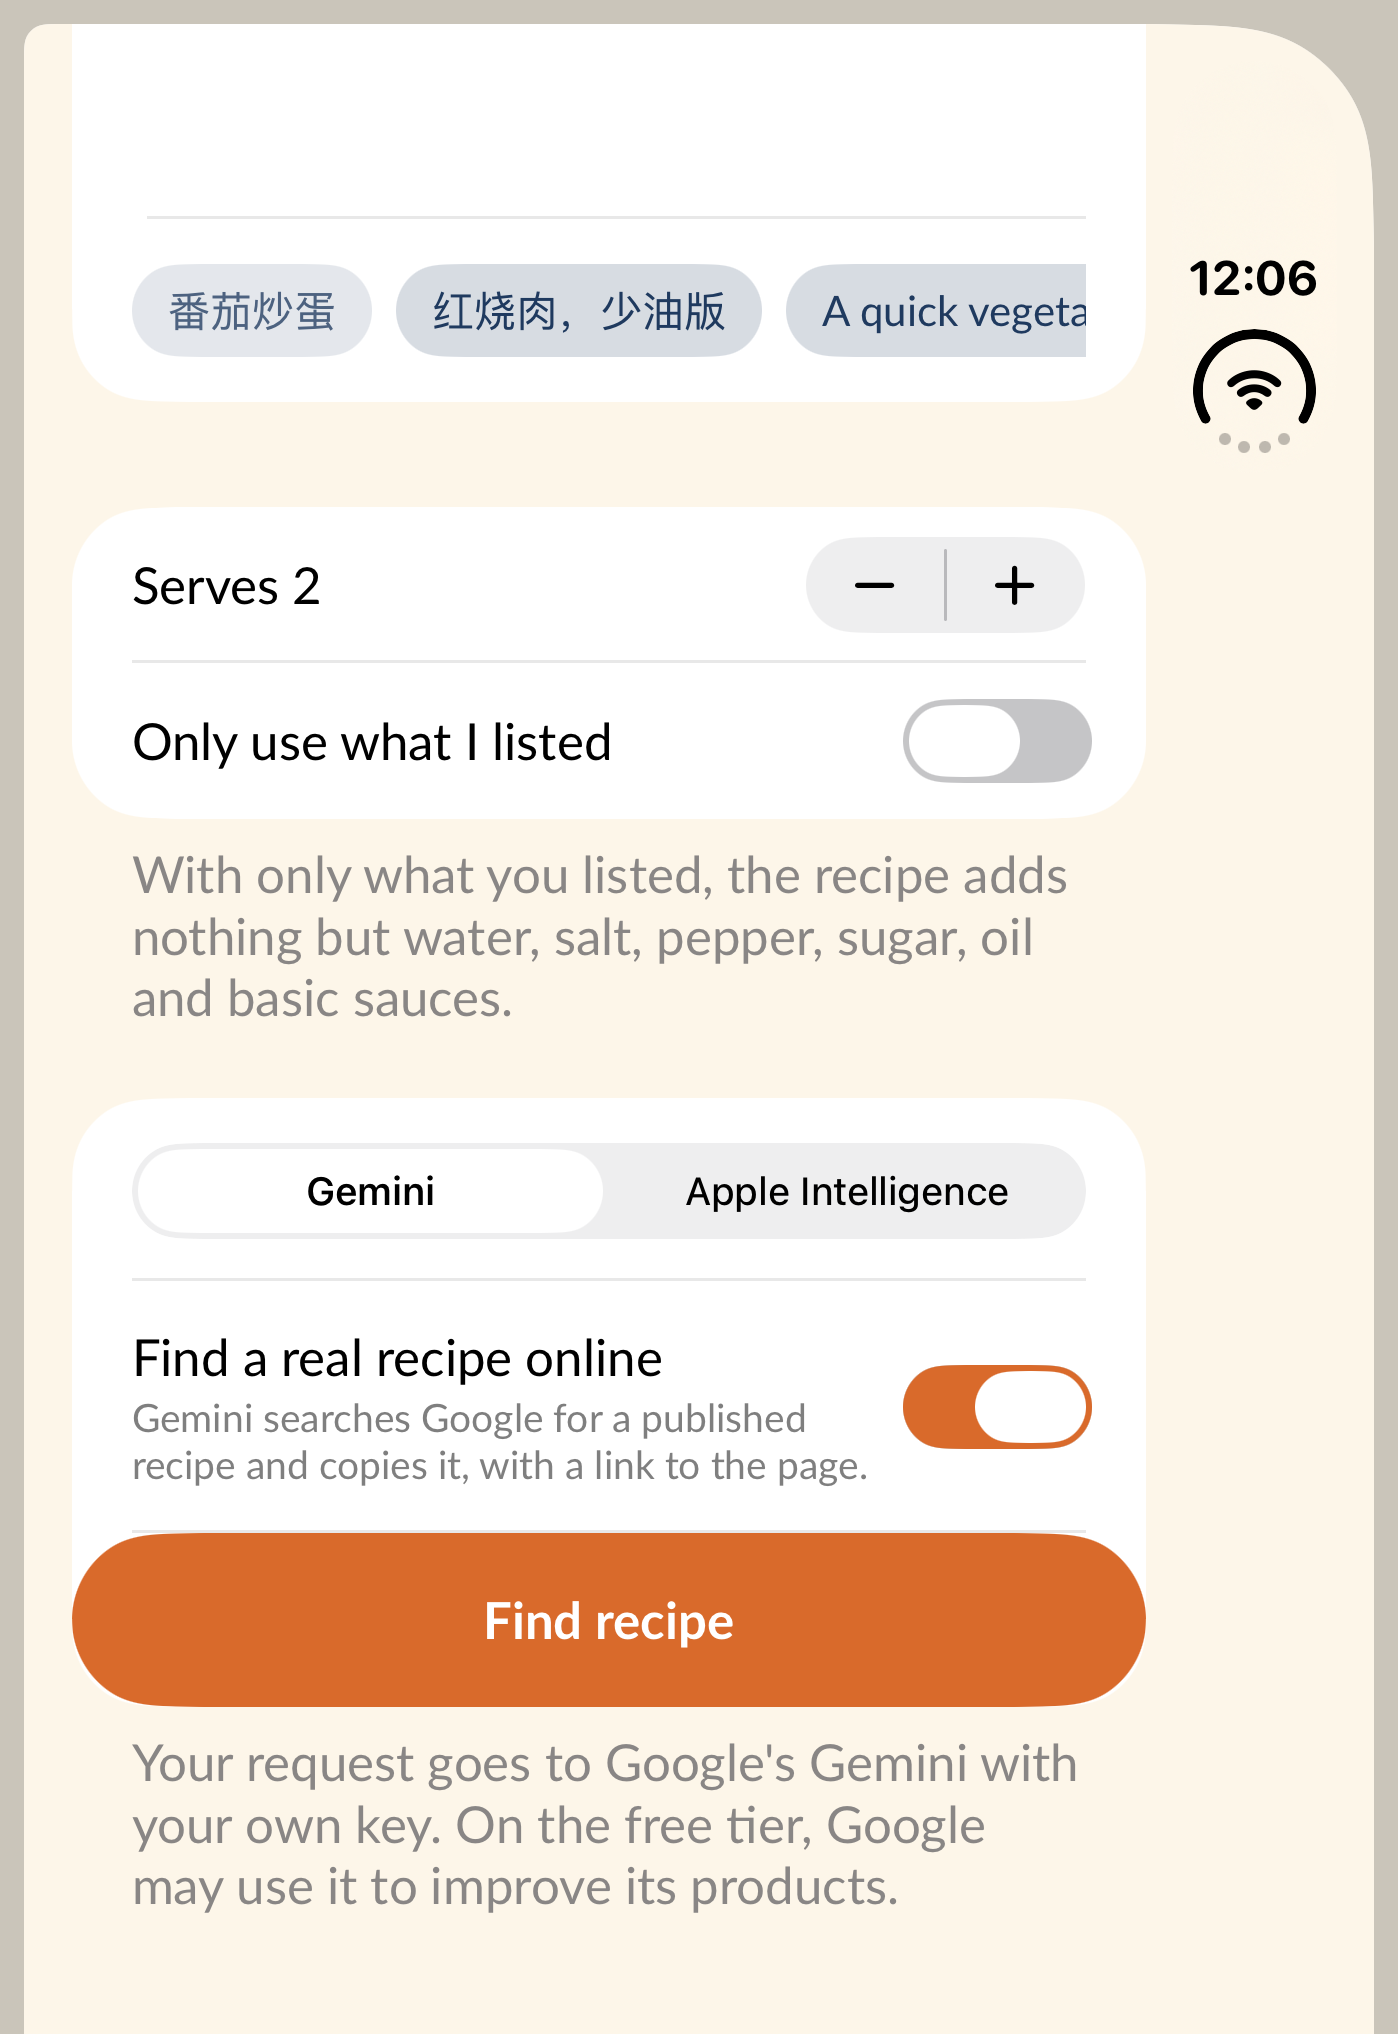 12:06
番茄炒蛋
红烧肉，少油版
A quick vegeta
Serves 2
Only use what I listed
With only what you listed, the recipe adds
nothing but water, salt, pepper, sugar, oil
and basic sauces.
Gemini
Apple Intelligence
Find a real recipe online
Gemini searches Google for a published
recipe and copies it, with a link to the page.
Find recipe
Your request goes to Google's Gemini with
your own key. On the free tier, Google
may use it to improve its products.